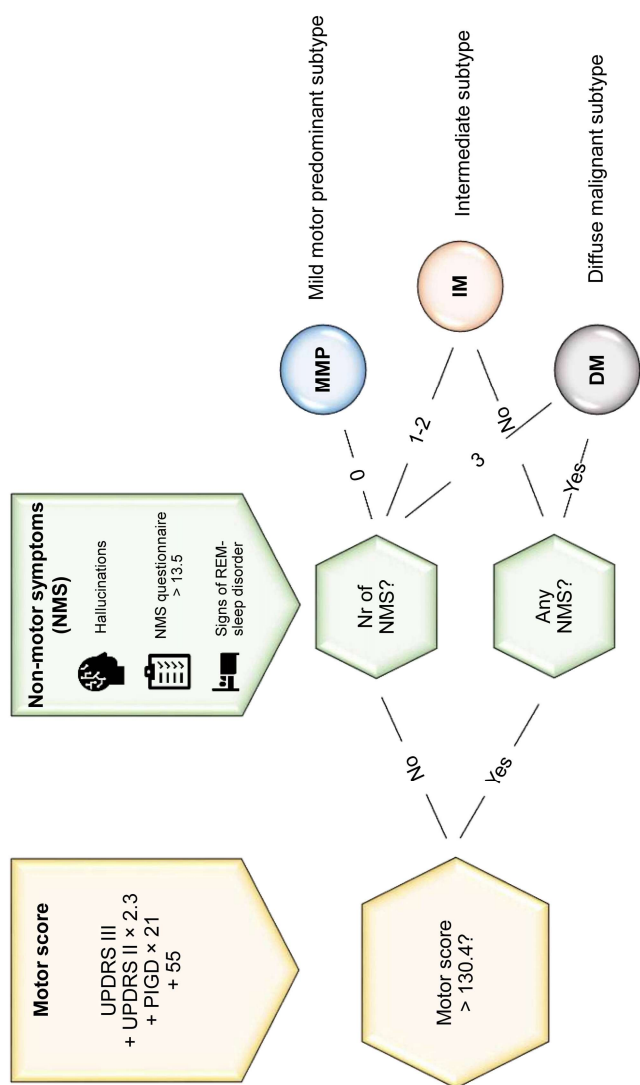 Motor score
UPDRS III
+ UPDRS II × 2.3
+ PIGD × 21
+ 55
Non-motor symptoms
(NMS)
Hallucinations
NMS questionnaire
> 13.5
Signs of REM-
sleep disorder
Motor score
> 130.4?
No
Yes
Nr of
NMS?
Any
NMS?
0
1-2
3
No
Yes
MMP
Mild motor predominant subtype
IM
Intermediate subtype
DM
Diffuse malignant subtype